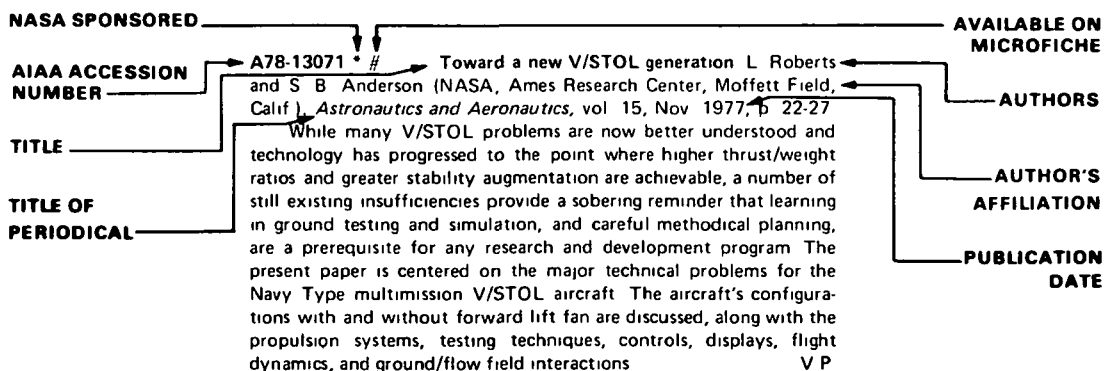 NASA SPONSORED
AVAILABLE ON
MICROFICHE
AIAA ACCESSION
NUMBER
A78-13071 * # Toward a new V/STOL generation L Roberts
and S B Anderson (NASA, Ames Research Center, Moffett Field,
Calif ), Astronautics and Aeronautics, vol 15, Nov 1977, p 22-27
AUTHORS
TITLE
While many V/STOL problems are now better understood and
technology has progressed to the point where higher thrust/weight
ratios and greater stability augmentation are achievable, a number of
still existing insufficiencies provide a sobering reminder that learning
in ground testing and simulation, and careful methodical planning,
are a prerequisite for any research and development program The
present paper is centered on the major technical problems for the
Navy Type multimission V/STOL aircraft The aircraft's configura-
tions with and without forward lift fan are discussed, along with the
propulsion systems, testing techniques, controls, displays, flight
dynamics, and ground/flow field interactions V P
TITLE OF
PERIODICAL
AUTHOR'S
AFFILIATION
PUBLICATION
DATE